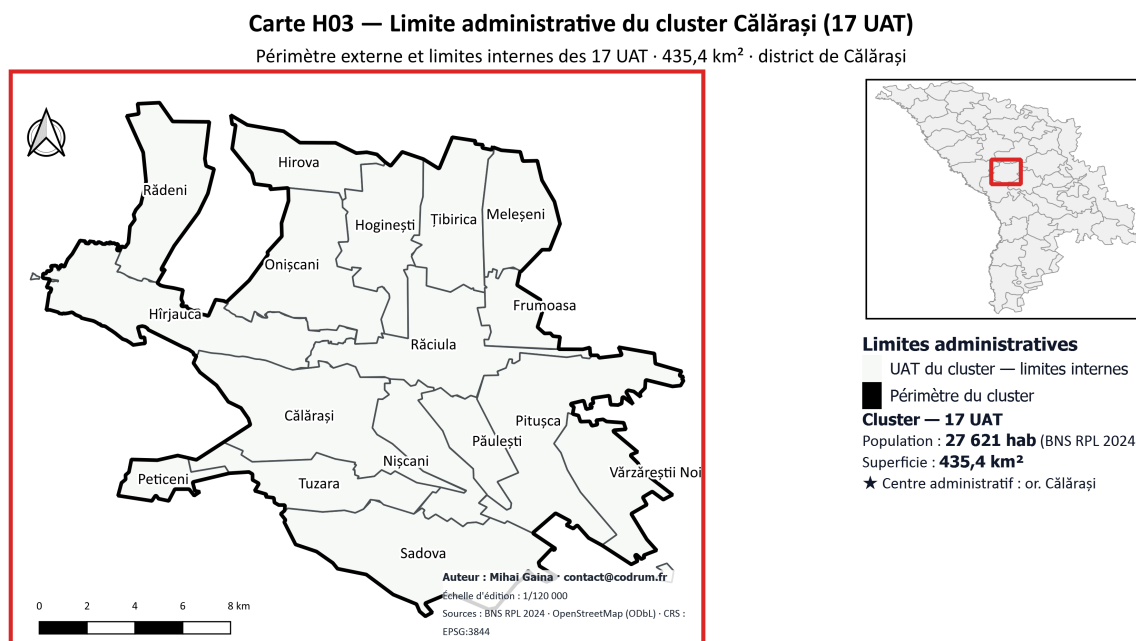 Carte H03 — Limite administrative du cluster Călărași (17 UAT)
Périmètre externe et limites internes des 17 UAT · 435,4 km² · district de Călărași
Hirova
Rădeni
Hoginești
Țibirica
Meleșeni
Onișcani
Frumoasa
Hîrjauca
Răciula
Călărași
Pitușca
Păulești
Nișcani
Vărzăreștii Noi
Peticeni
Tuzara
Sadova
Auteur : Mihai Gaina · contact@codrum.fr
Échelle d'édition : 1/120 000
Sources : BNS RPL 2024 · OpenStreetMap (ODbL) · CRS :
EPSG:3844
0 2 4 6 8 km
Limites administratives
UAT du cluster — limites internes
Périmètre du cluster
Cluster — 17 UAT
Population : 27 621 hab (BNS RPL 2024
Superficie : 435,4 km²
★ Centre administratif : or. Călărași